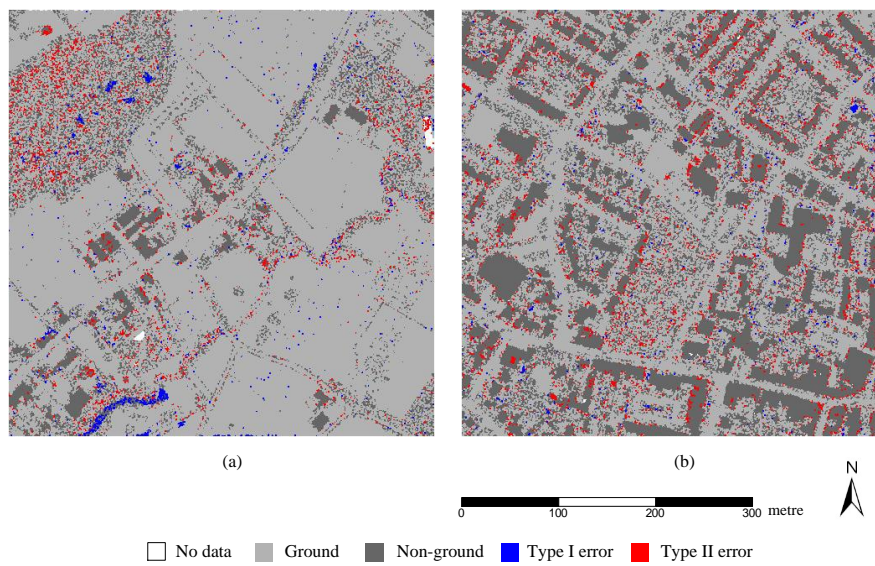 (a)
(b)
N
0 100 200 300 metre
No data Ground Non-ground Type I error Type II error